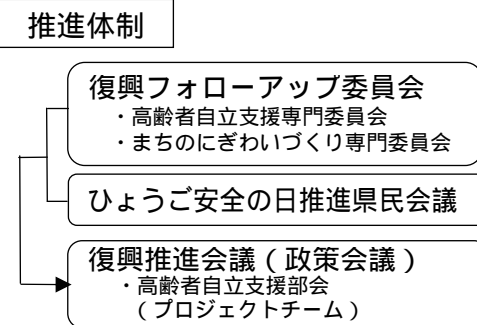 推進体制
復興フォローアップ委員会
・高齢者自立支援専門委員会
・まちのにぎわいづくり専門委員会
ひょうご安全の日推進県民会議
復興推進会議(政策会議)
・高齢者自立支援部会
(プロジェクトチーム)